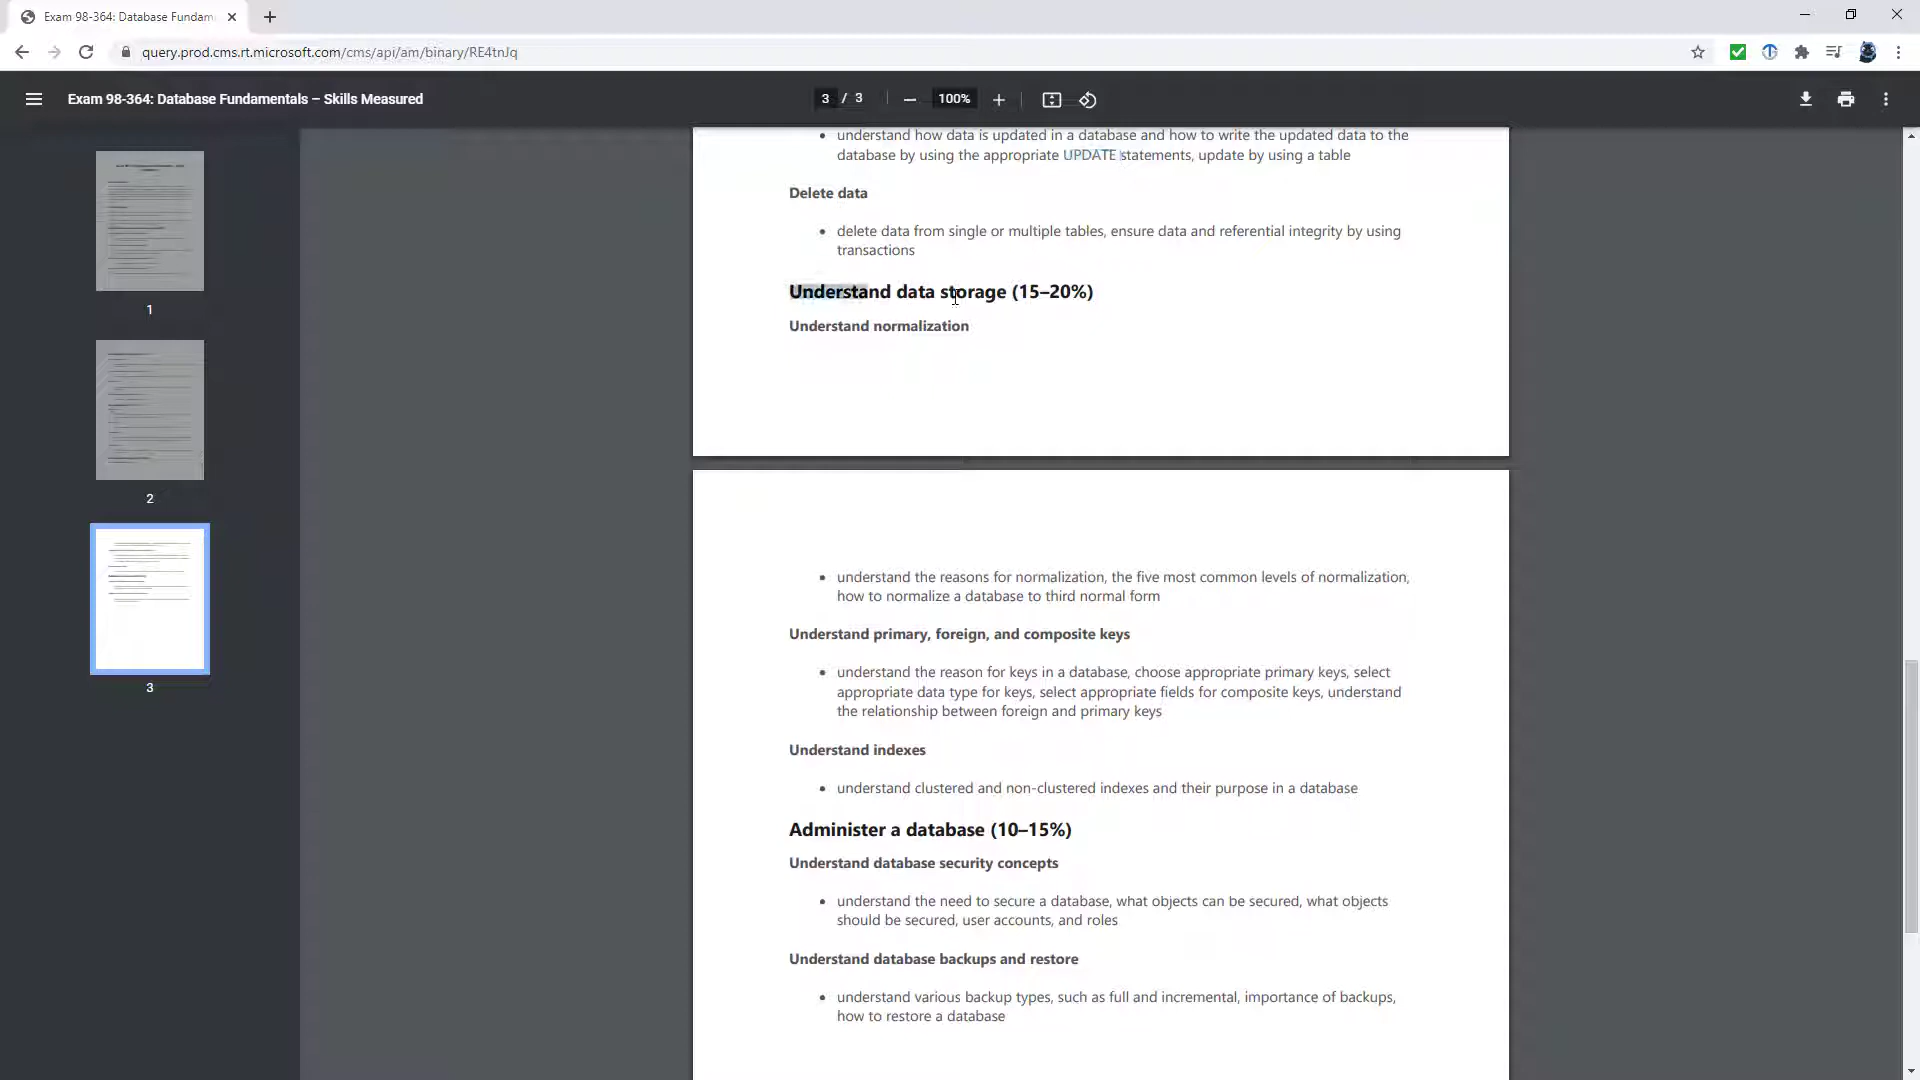 Exam 98-364: Database Fundam
query.prod.cms.rt.microsoft.com/cms/api/am/binary/RE4tnJq
Exam 98-364: Database Fundamentals – Skills Measured
3 / 3
100%
1
2
3
• understand how data is updated in a database and how to write the updated data to the
database by using the appropriate UPDATE statements, update by using a table
Delete data
• delete data from single or multiple tables, ensure data and referential integrity by using
transactions
Understand data storage (15–20%)
Understand normalization
• understand the reasons for normalization, the five most common levels of normalization,
how to normalize a database to third normal form
Understand primary, foreign, and composite keys
• understand the reason for keys in a database, choose appropriate primary keys, select
appropriate data type for keys, select appropriate fields for composite keys, understand
the relationship between foreign and primary keys
Understand indexes
• understand clustered and non-clustered indexes and their purpose in a database
Administer a database (10–15%)
Understand database security concepts
• understand the need to secure a database, what objects can be secured, what objects
should be secured, user accounts, and roles
Understand database backups and restore
• understand various backup types, such as full and incremental, importance of backups,
how to restore a database